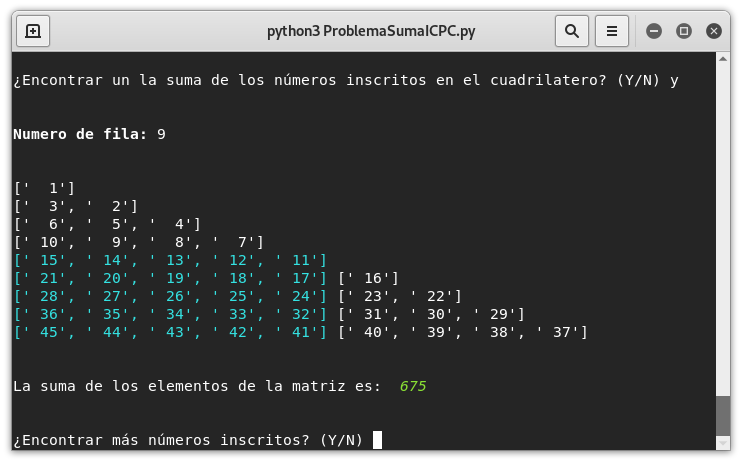 python3 ProblemaSumaICPC.py
¿Encontrar un la suma de los números inscritos en el cuadrilatero? (Y/N) y
Numero de fila: 9
['  1']
['  3', '  2']
['  6', '  5', '  4']
[' 10', '  9', '  8', '  7']
[' 15', ' 14', ' 13', ' 12', ' 11']
[' 21', ' 20', ' 19', ' 18', ' 17'] [' 16']
[' 28', ' 27', ' 26', ' 25', ' 24'] [' 23', ' 22']
[' 36', ' 35', ' 34', ' 33', ' 32'] [' 31', ' 30', ' 29']
[' 45', ' 44', ' 43', ' 42', ' 41'] [' 40', ' 39', ' 38', ' 37']
La suma de los elementos de la matriz es:  675
¿Encontrar más números inscritos? (Y/N)